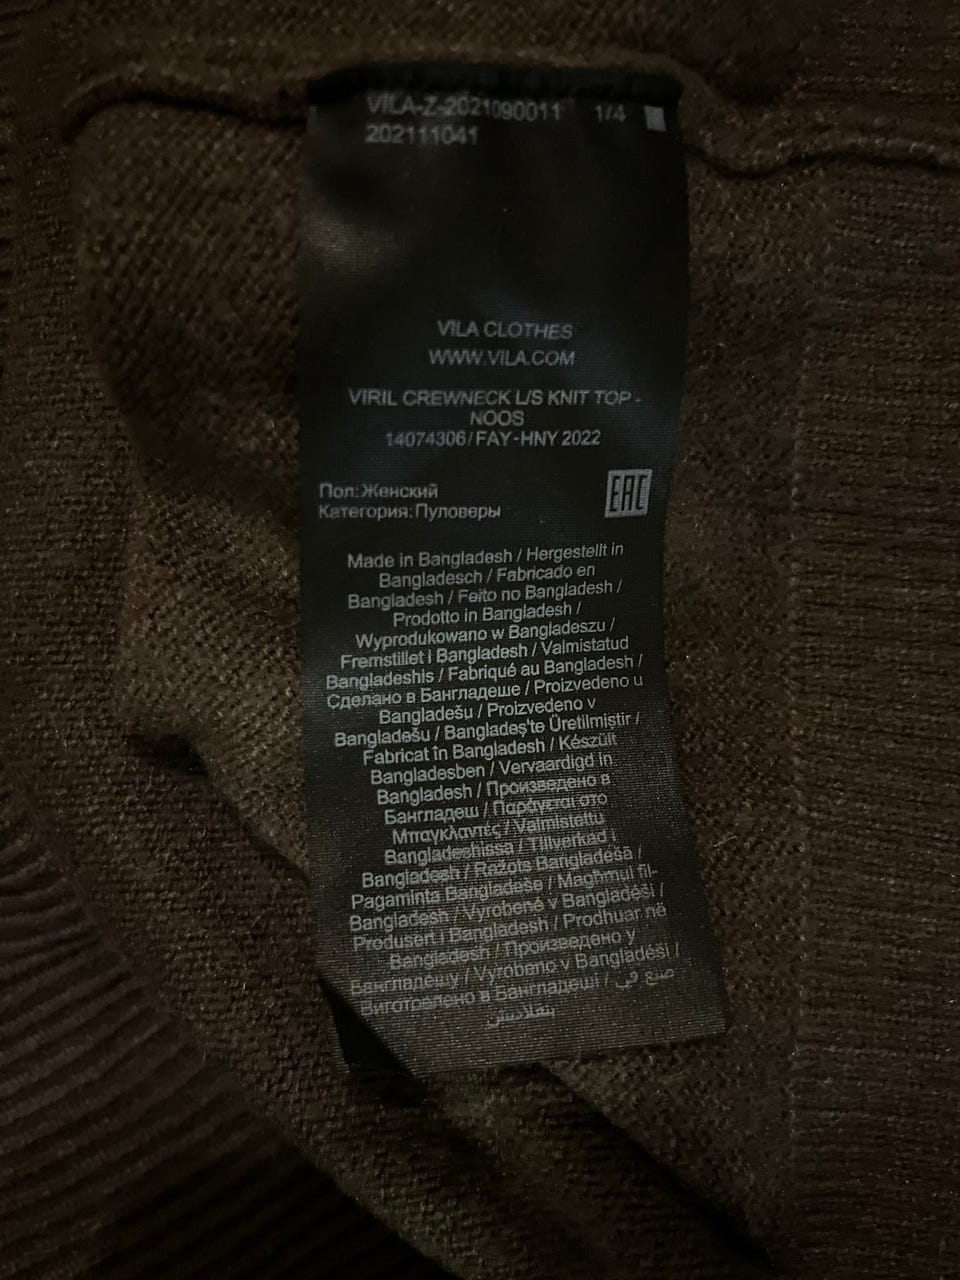 VILA-Z-2021090011 1/4
202111041
VILA CLOTHES
WWW.VILA.COM
VIRIL CREWNECK L/S KNIT TOP -
NOOS
14074306/FAY-HNY 2022
Пол:Женский
Категория:Пуловеры
EAC
Made in Bangladesh / Hergestellt in
Bangladesch / Fabricado en
Bangladesh / Feito no Bangladesh /
Prodotto in Bangladesh /
Wyprodukowano w Bangladeszu /
Fremstillet i Bangladesh / Valmistatud
Bangladeshis / Fabriqué au Bangladesh /
Сделано в Бангладеше / Proizvedeno u
Bangladešu / Proizvedeno v
Bangladešu / Bangladeş'te Üretilmiştir /
Fabricat în Bangladesh / Készült
Bangladesben / Vervaardigd in
Bangladesh / Произведено в
Бангладеш / Παράγεται στο
Μπαγκλαντές / Valmistettu
Bangladeshissa / Tillverkad i
Bangladesh / Ražots Bangladēšā /
Pagaminta Bangladeše / Magħmul fil-
Bangladesh / Vyrobené v Bangladéši /
Produsert i Bangladesh / Prodhuar në
Bangladesh / Произведено у
Бангладешу / Vyrobeno v Bangladéši /
Виготовлено в Бангладеші / صنع في
بنغلاديش